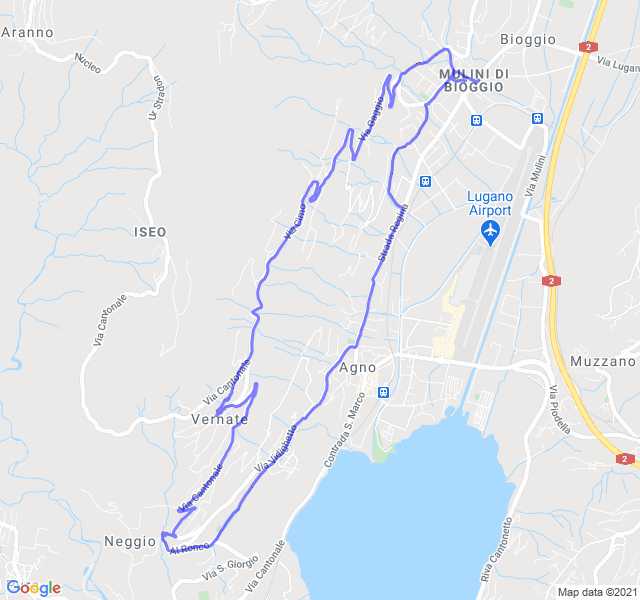 Aranno
Nucleo
Ur Stradon
Bioggio
2
Via Lugan
MULINI DI
BIOGGIO
Via Gaggio
Via Mulini
Lugano
Airport
ISEO
Via Cimo
Strada Regina
2
Via Cantonale
Agno
Muzzano
Via Cantonale
Vernate
Via Piodella
Contrada S. Marco
Via Vidighetto
2
Via Cantonale
Neggio
Al Ronco
Via S. Giorgio
Via Cantonale
Riva Cantonetto
Google
Map data ©2021